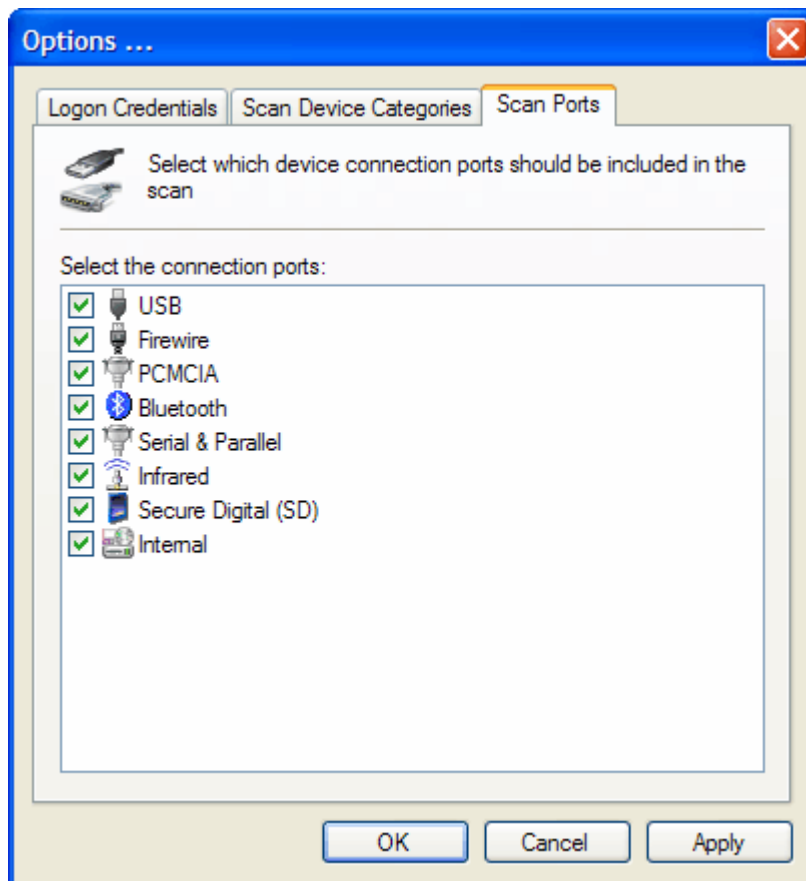 Options ...
Logon Credentials
Scan Device Categories
Scan Ports
Select which device connection ports should be included in the
scan
Select the connection ports:
USB
Firewire
PCMCIA
Bluetooth
Serial & Parallel
Infrared
Secure Digital (SD)
Internal
OK
Cancel
Apply